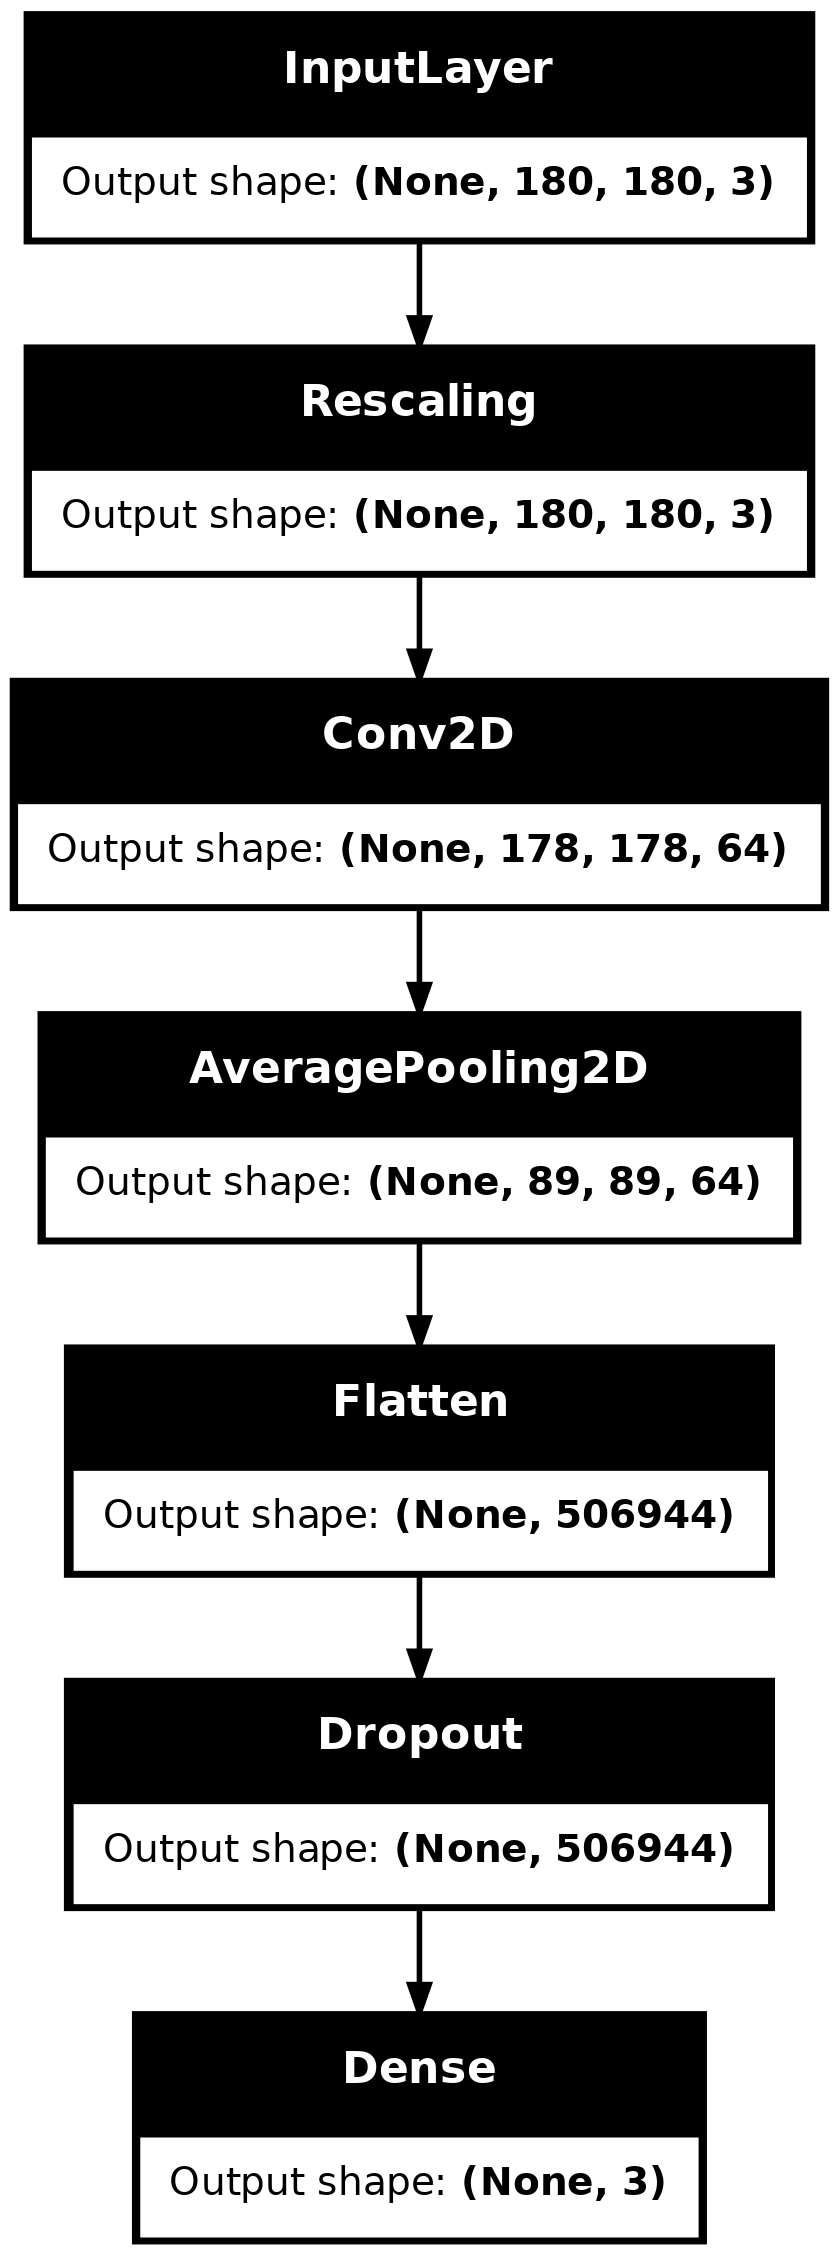 InputLayer
Output shape: (None, 180, 180, 3)
Rescaling
Output shape: (None, 180, 180, 3)
Conv2D
Output shape: (None, 178, 178, 64)
AveragePooling2D
Output shape: (None, 89, 89, 64)
Flatten
Output shape: (None, 506944)
Dropout
Output shape: (None, 506944)
Dense
Output shape: (None, 3)